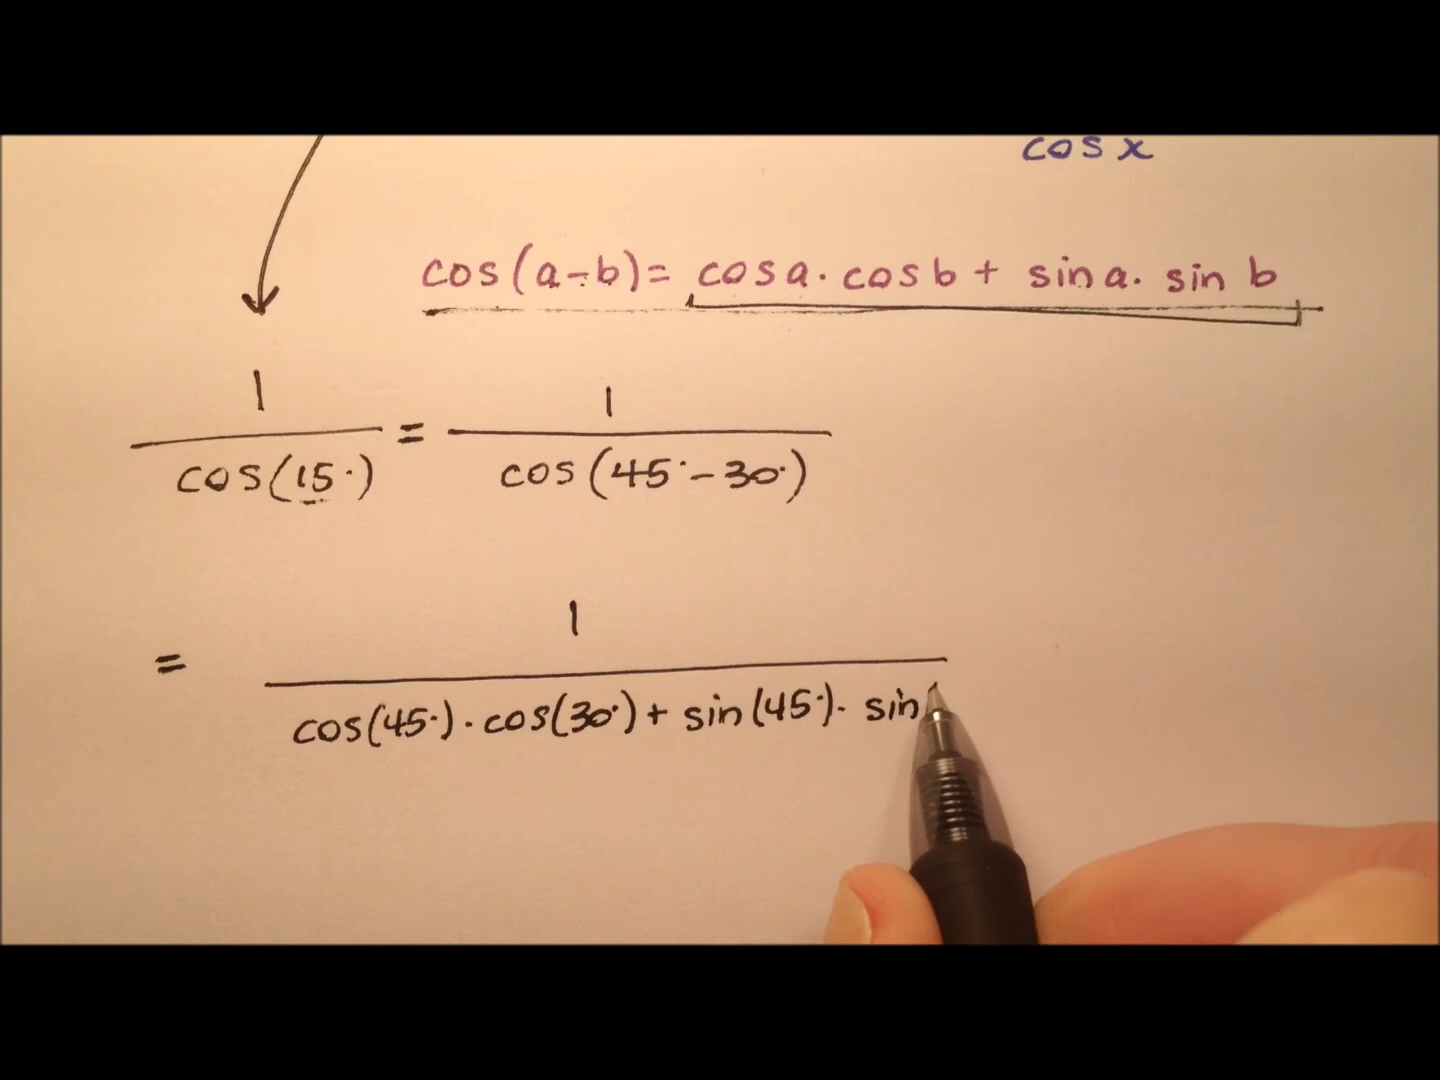 cos x
cos(a-b) = cos a · cos b + sin a · sin b
1 1
= 
cos(15°) cos(45° - 30°)
1
=
cos(45°) · cos(30°) + sin(45°) · sin(